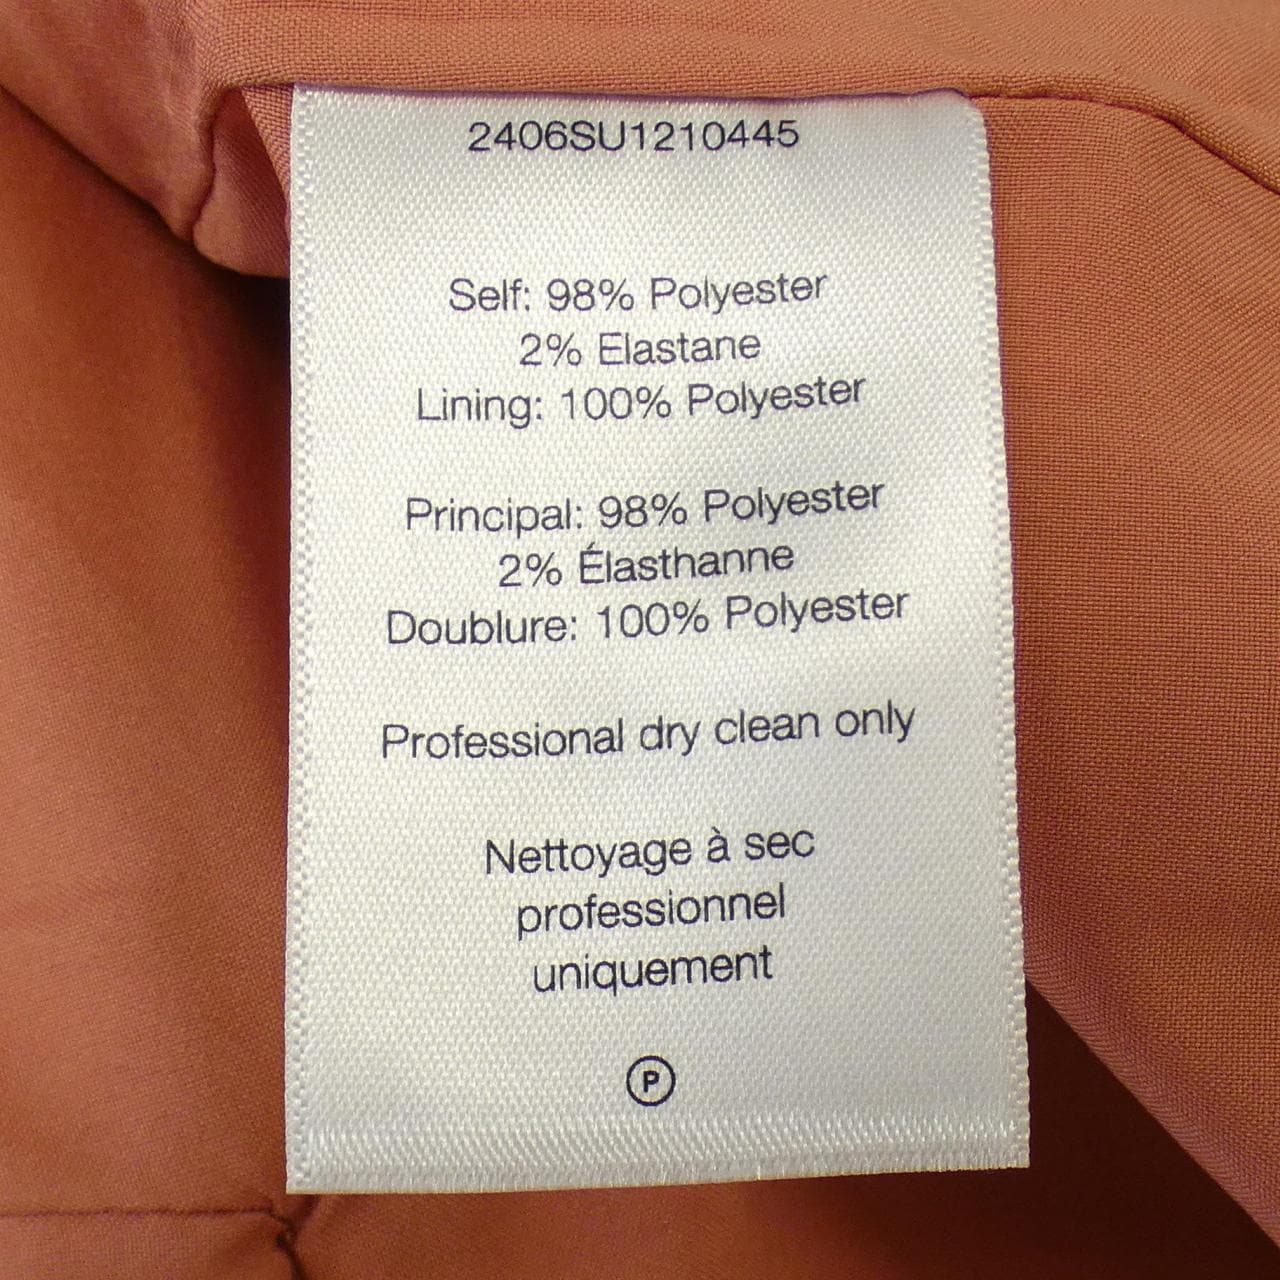 2406SU1210445
Self: 98% Polyester
2% Elastane
Lining: 100% Polyester
Principal: 98% Polyester
2% Élasthanne
Doublure: 100% Polyester
Professional dry clean only
Nettoyage à sec
professionnel
uniquement
P